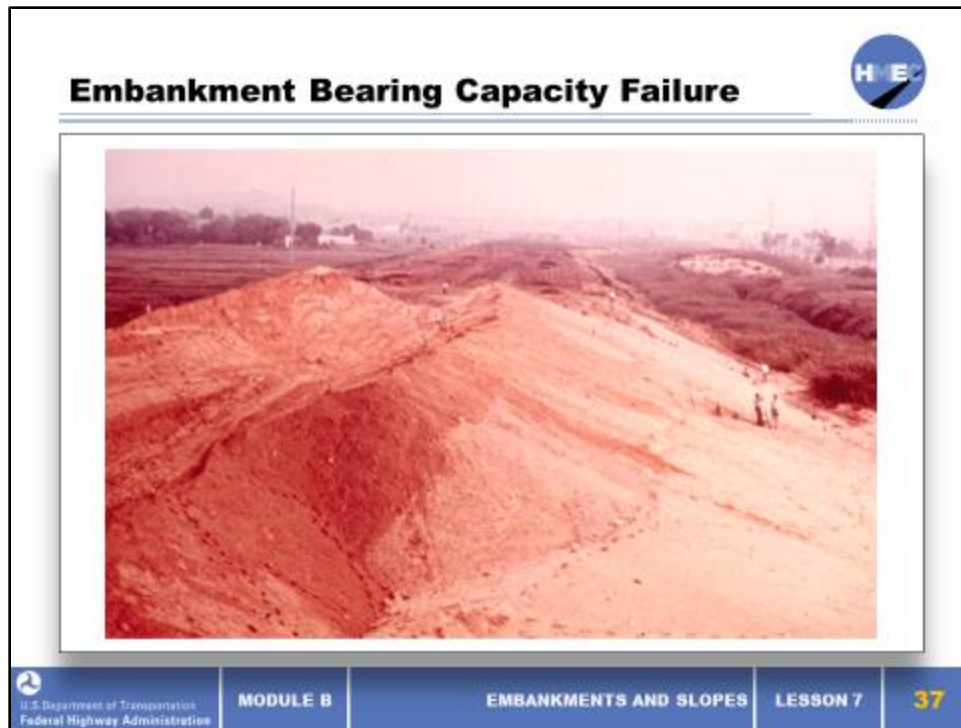 Embankment Bearing Capacity Failure
HMEC
U.S. Department of Transportation
Federal Highway Administration
MODULE B
EMBANKMENTS AND SLOPES
LESSON 7
37